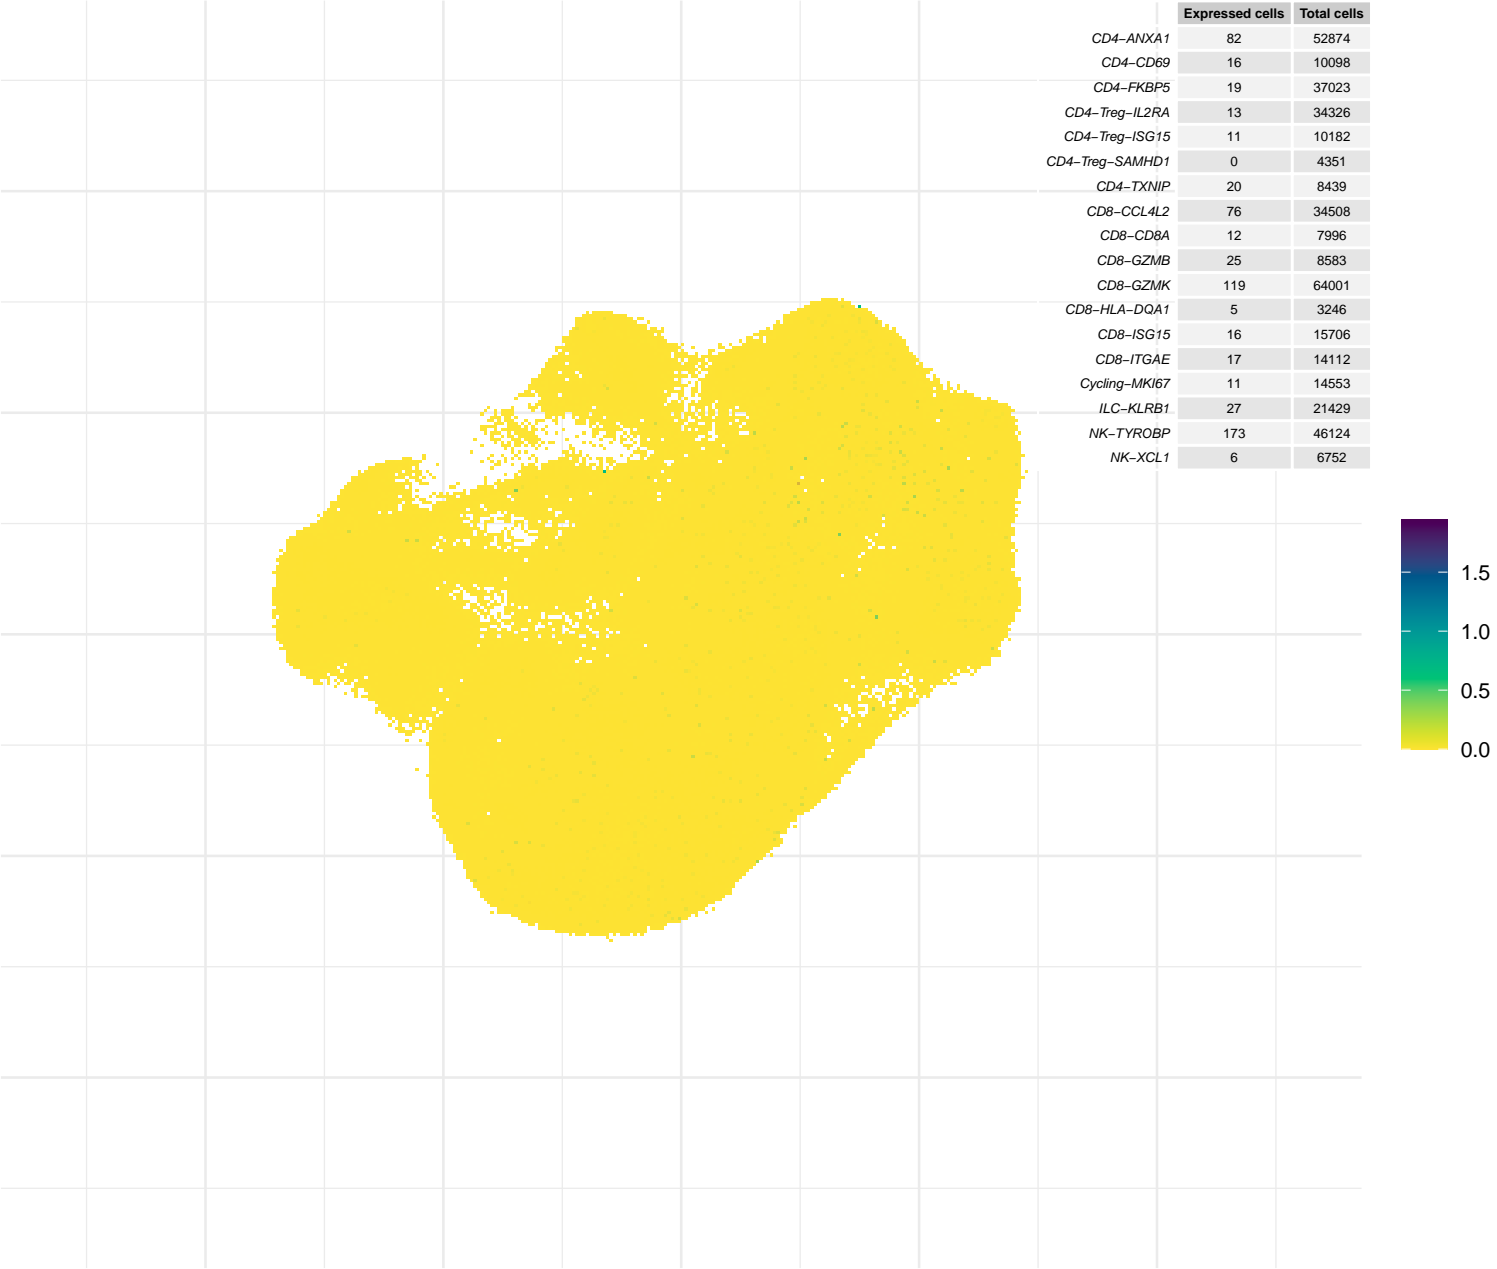 Expressed cells Total cells
CD4−ANXA1 82 52874
CD4−CD69 16 10098
CD4−FKBP5 19 37023
CD4−Treg−IL2RA 13 34326
CD4−Treg−ISG15 11 10182
CD4−Treg−SAMHD1 0 4351
CD4−TXNIP 20 8439
CD8−CCL4L2 76 34508
CD8−CD8A 12 7996
CD8−GZMB 25 8583
CD8−GZMK 119 64001
CD8−HLA−DQA1 5 3246
CD8−ISG15 16 15706
CD8−ITGAE 17 14112
Cycling−MKI67 11 14553
ILC−KLRB1 27 21429
NK−TYROBP 173 46124
NK−XCL1 6 6752
1.5
1.0
0.5
0.0